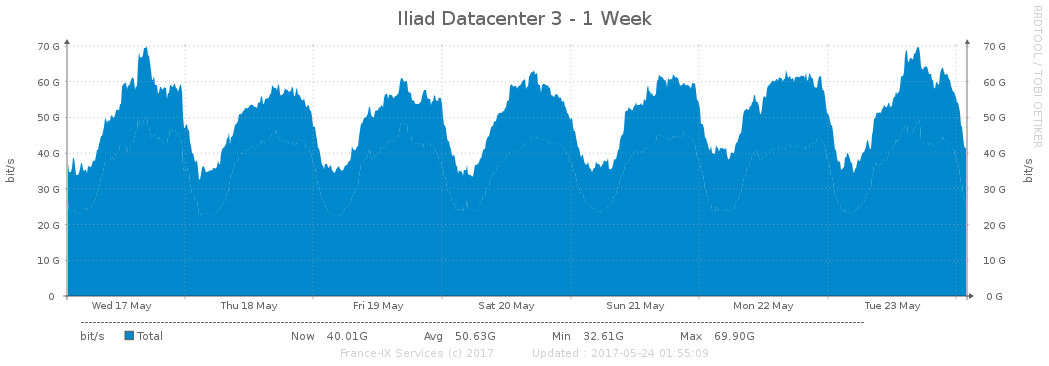 Iliad Datacenter 3 - 1 Week
RRDTOOL / TOBI OETIKER
bit/s
70 G 70 G
60 G 60 G
50 G 50 G
40 G 40 G
30 G 30 G
20 G 20 G
10 G 10 G
0 0 G
bit/s
Wed 17 May Thu 18 May Fri 19 May Sat 20 May Sun 21 May Mon 22 May Tue 23 May
bit/s Total Now 40.01G Avg 50.63G Min 32.61G Max 69.90G
France-IX Services (c) 2017 Updated : 2017-05-24 01:55:09